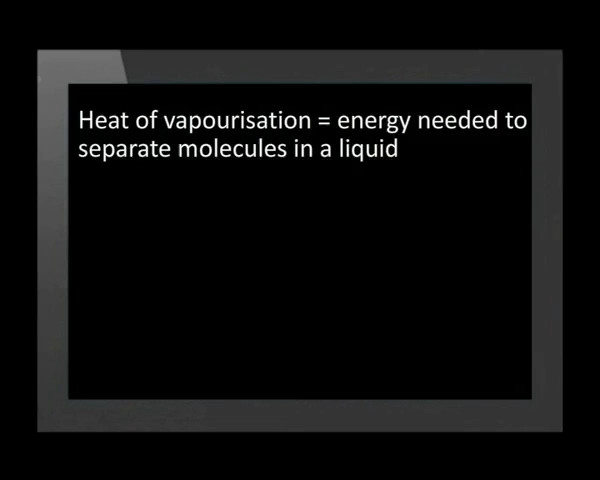 Heat of vapourisation = energy needed to
separate molecules in a liquid